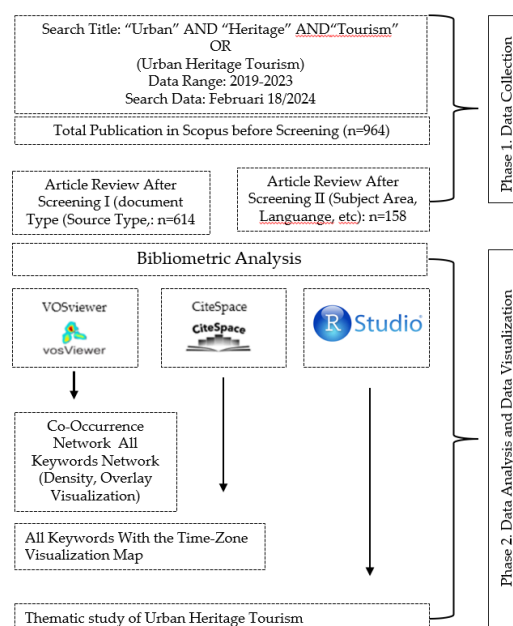 Search Title: “Urban” AND “Heritage” AND“Tourism”
OR
(Urban Heritage Tourism)
Data Range: 2019-2023
Search Data: Februari 18/2024
Total Publication in Scopus before Screening (n=964)
Phase 1. Data Collection
Article Review After
Screening I (document
Type (Source Type,: n=614
Article Review After
Screening II (Subject Area,
Languange, etc): n=158
Bibliometric Analysis
VOSviewer
vosViewer
CiteSpace
CiteSpace
R Studio
Phase 2. Data Analysis and Data Visualization
Co-Occurrence
Network All
Keywords Network
(Density, Overlay
Visualization)
All Keywords With the Time-Zone
Visualization Map
Thematic study of Urban Heritage Tourism